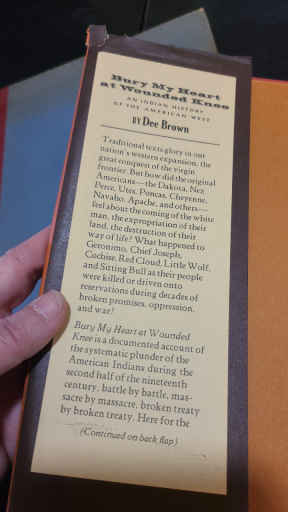 Bury My Heart
at Wounded Knee
AN INDIAN HISTORY
OF THE AMERICAN WEST
BY Dee Brown
Traditional texts glory in our
nation's western expansion, the
great conquest of the virgin
frontier. But how did the original
Americans—the Dakota, Nez
Perce, Utes, Poncas, Cheyenne,
Navaho, Apache, and others—
feel about the coming of the white
man, the expropriation of their
land, the destruction of their
way of life? What happened to
Geronimo, Chief Joseph,
Cochise, Red Cloud, Little Wolf,
and Sitting Bull as their people
were killed or driven onto
reservations during decades of
broken promises, oppression,
and war?
Bury My Heart at Wounded
Knee is a documented account of
the systematic plunder of the
American Indians during the
second half of the nineteenth
century, battle by battle, mas-
sacre by massacre, broken treaty
by broken treaty. Here for the
(Continued on back flap)